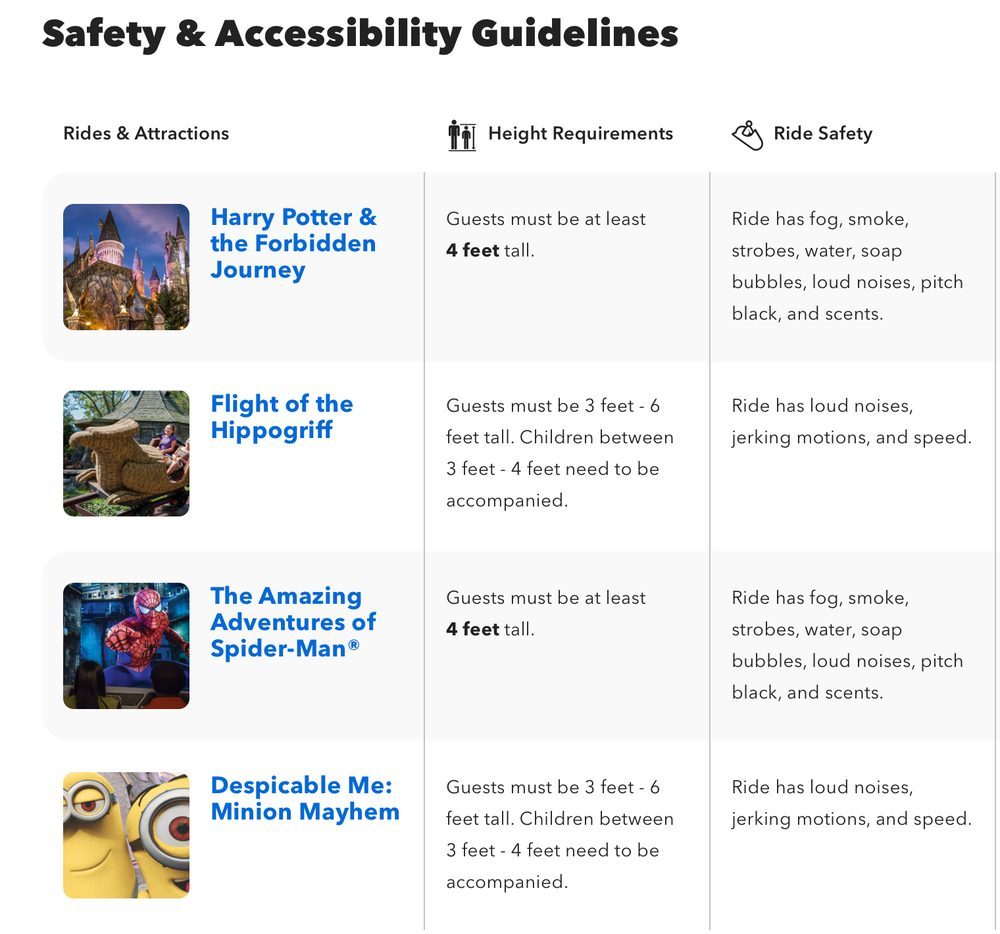 Safety & Accessibility Guidelines
Rides & Attractions
Height Requirements
Ride Safety
Harry Potter &
the Forbidden
Journey
Guests must be at least
4 feet tall.
Ride has fog, smoke,
strobes, water, soap
bubbles, loud noises, pitch
black, and scents.
Flight of the
Hippogriff
Guests must be 3 feet - 6
feet tall. Children between
3 feet - 4 feet need to be
accompanied.
Ride has loud noises,
jerking motions, and speed.
The Amazing
Adventures of
Spider-Man®
Guests must be at least
4 feet tall.
Ride has fog, smoke,
strobes, water, soap
bubbles, loud noises, pitch
black, and scents.
Despicable Me:
Minion Mayhem
Guests must be 3 feet - 6
feet tall. Children between
3 feet - 4 feet need to be
accompanied.
Ride has loud noises,
jerking motions, and speed.